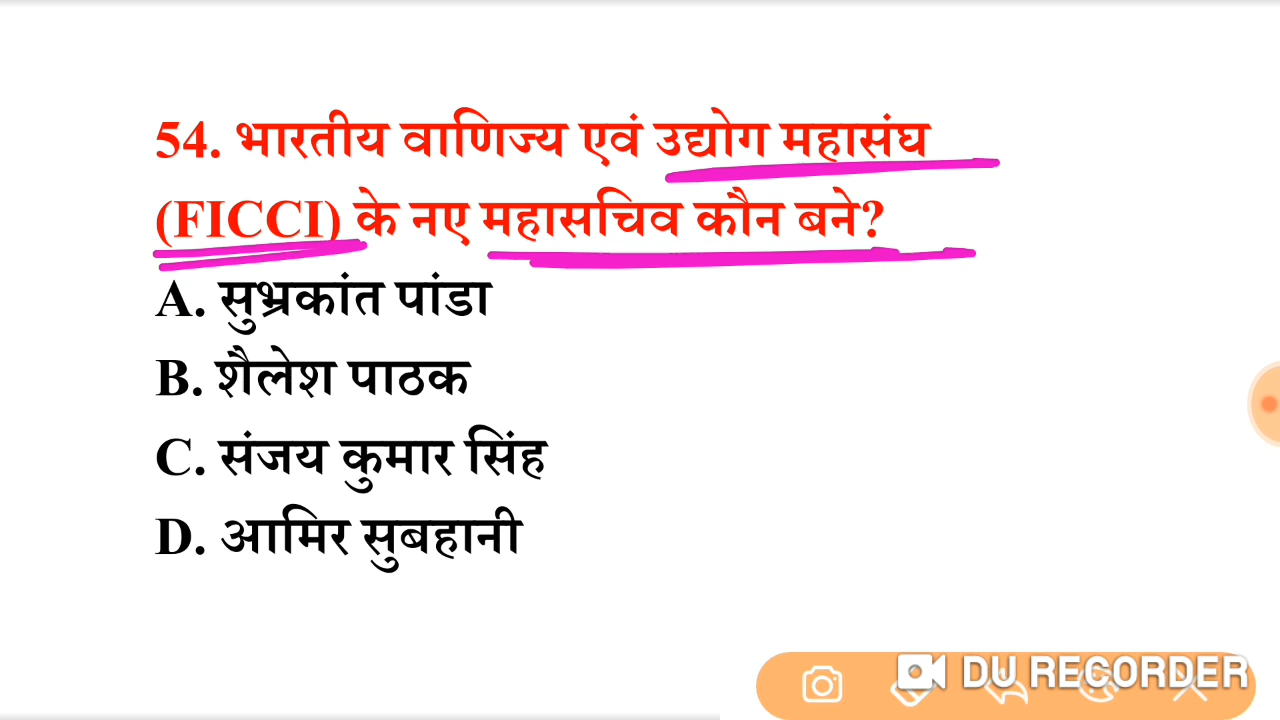 54. भारतीय वाणिज्य एवं उद्योग महासंघ
(FICCI) के नए महासचिव कौन बने?
A. सुभ्रकांत पांडा
B. शैलेश पाठक
C. संजय कुमार सिंह
D. आमिर सुबहानी
DU RECORDER